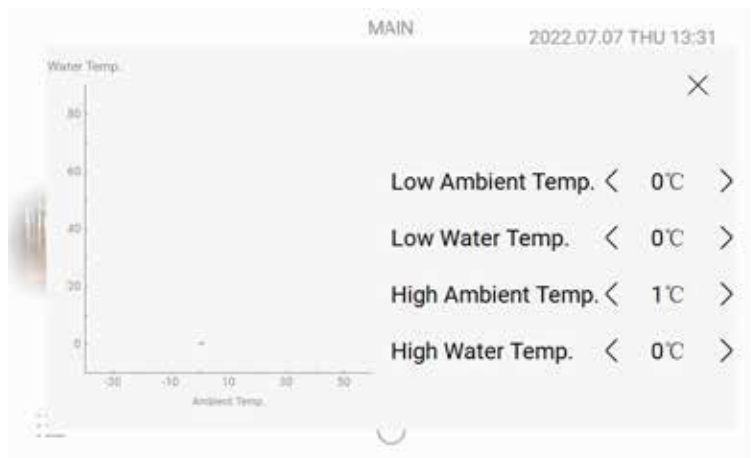 MAIN
2022.07.07 THU 13:31
Water Temp.
80
60
40
20
0
-30 -10 10 30 50
Ambient Temp.
Low Ambient Temp. < 0℃ >
Low Water Temp. < 0℃ >
High Ambient Temp. < 1℃ >
High Water Temp. < 0℃ >